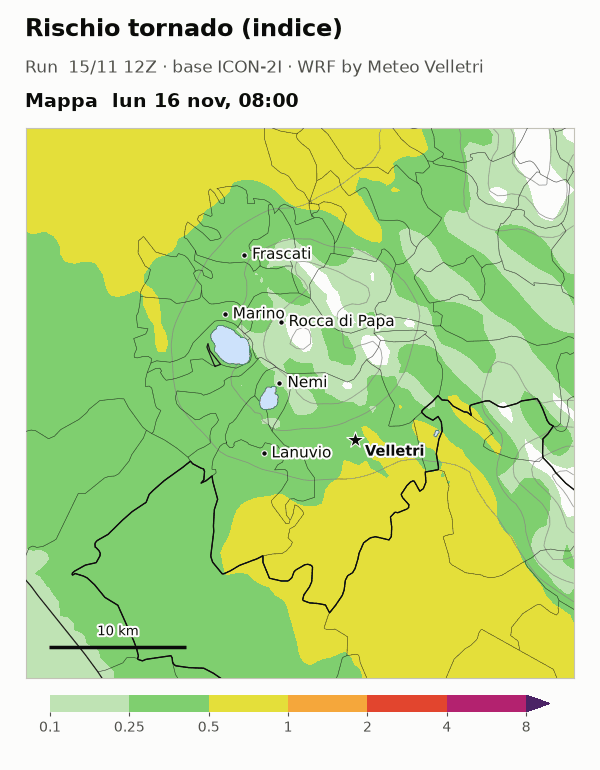 Rischio tornado (indice)
Run  15/11 12Z · base ICON-2I · WRF by Meteo Velletri
Mappa  lun 16 nov, 08:00
Frascati
Marino
Rocca di Papa
Nemi
Velletri
Lanuvio
10 km
0.1 0.25 0.5 1 2 4 8